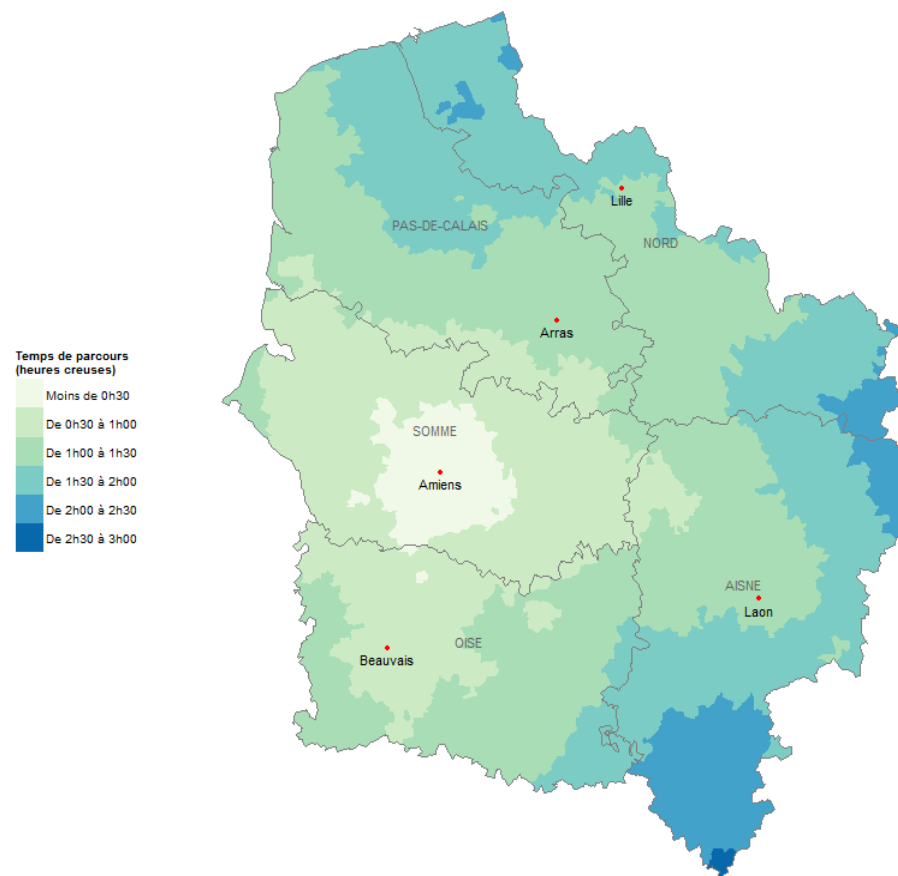 Lille
PAS-DE-CALAIS
NORD
Arras
Temps de parcours
(heures creuses)
Moins de 0h30
De 0h30 à 1h00
De 1h00 à 1h30
De 1h30 à 2h00
De 2h00 à 2h30
De 2h30 à 3h00
SOMME
Amiens
AISNE
Laon
OISE
Beauvais